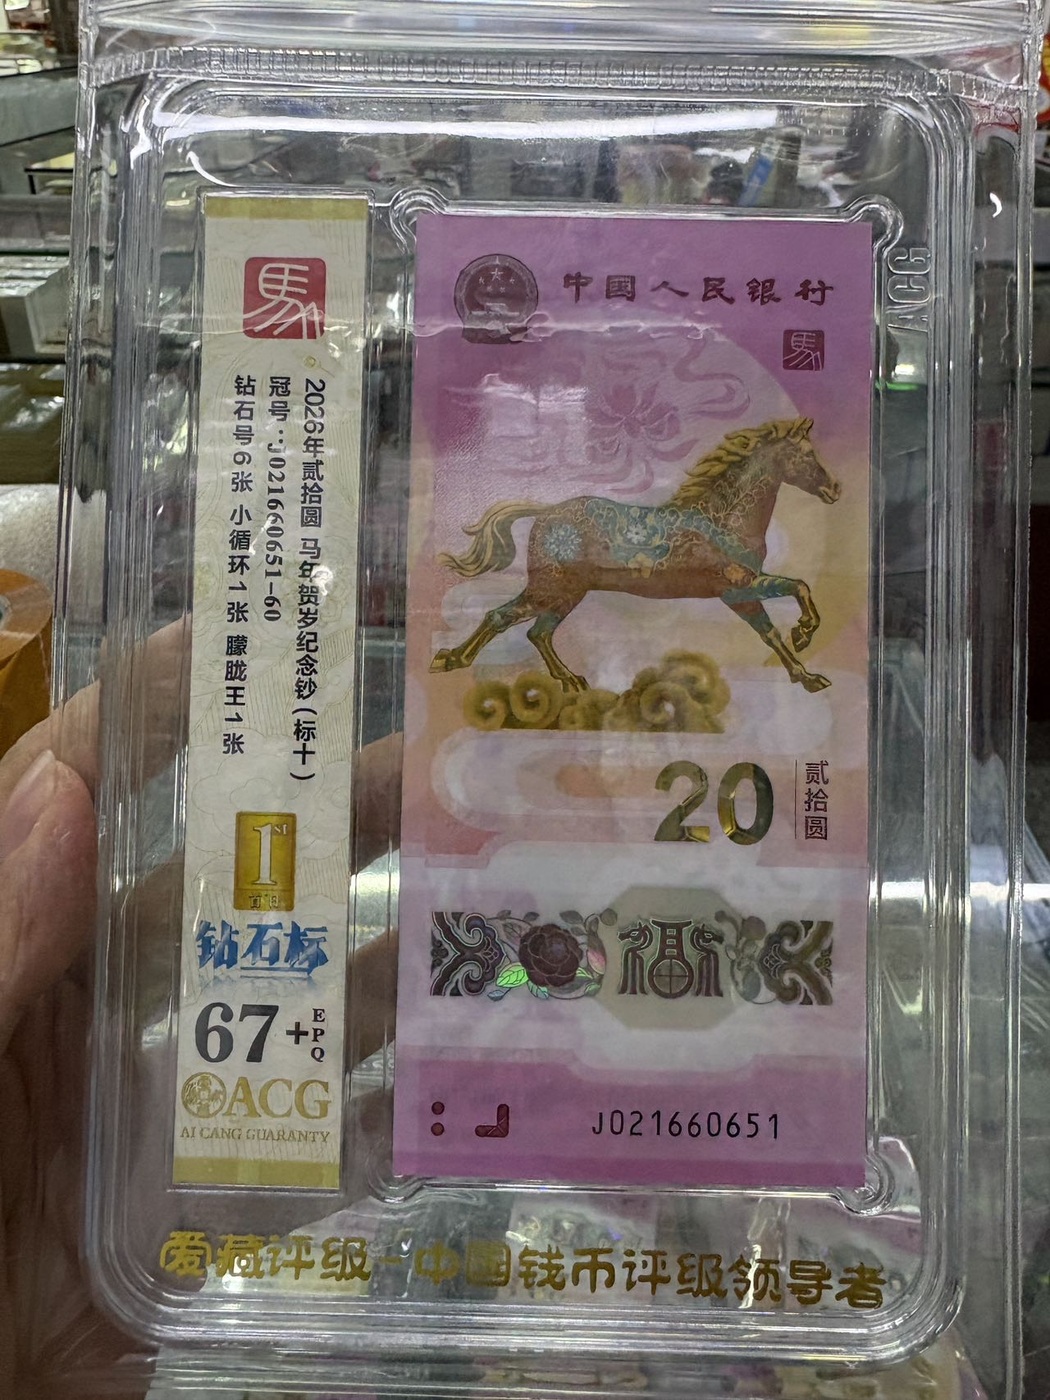 馬
2026年贰拾圆 马年贺岁纪念钞(标十)
冠号:J021660651-60
钻石号6张 小循环1张 朦胧王1张
1
首日
钻石标
67+EPQ
ACG
AI CANG GUARANTY
中国人民银行
馬
20
贰拾圆
J021660651
ACG
爱藏评级-中国钱币评级领导者